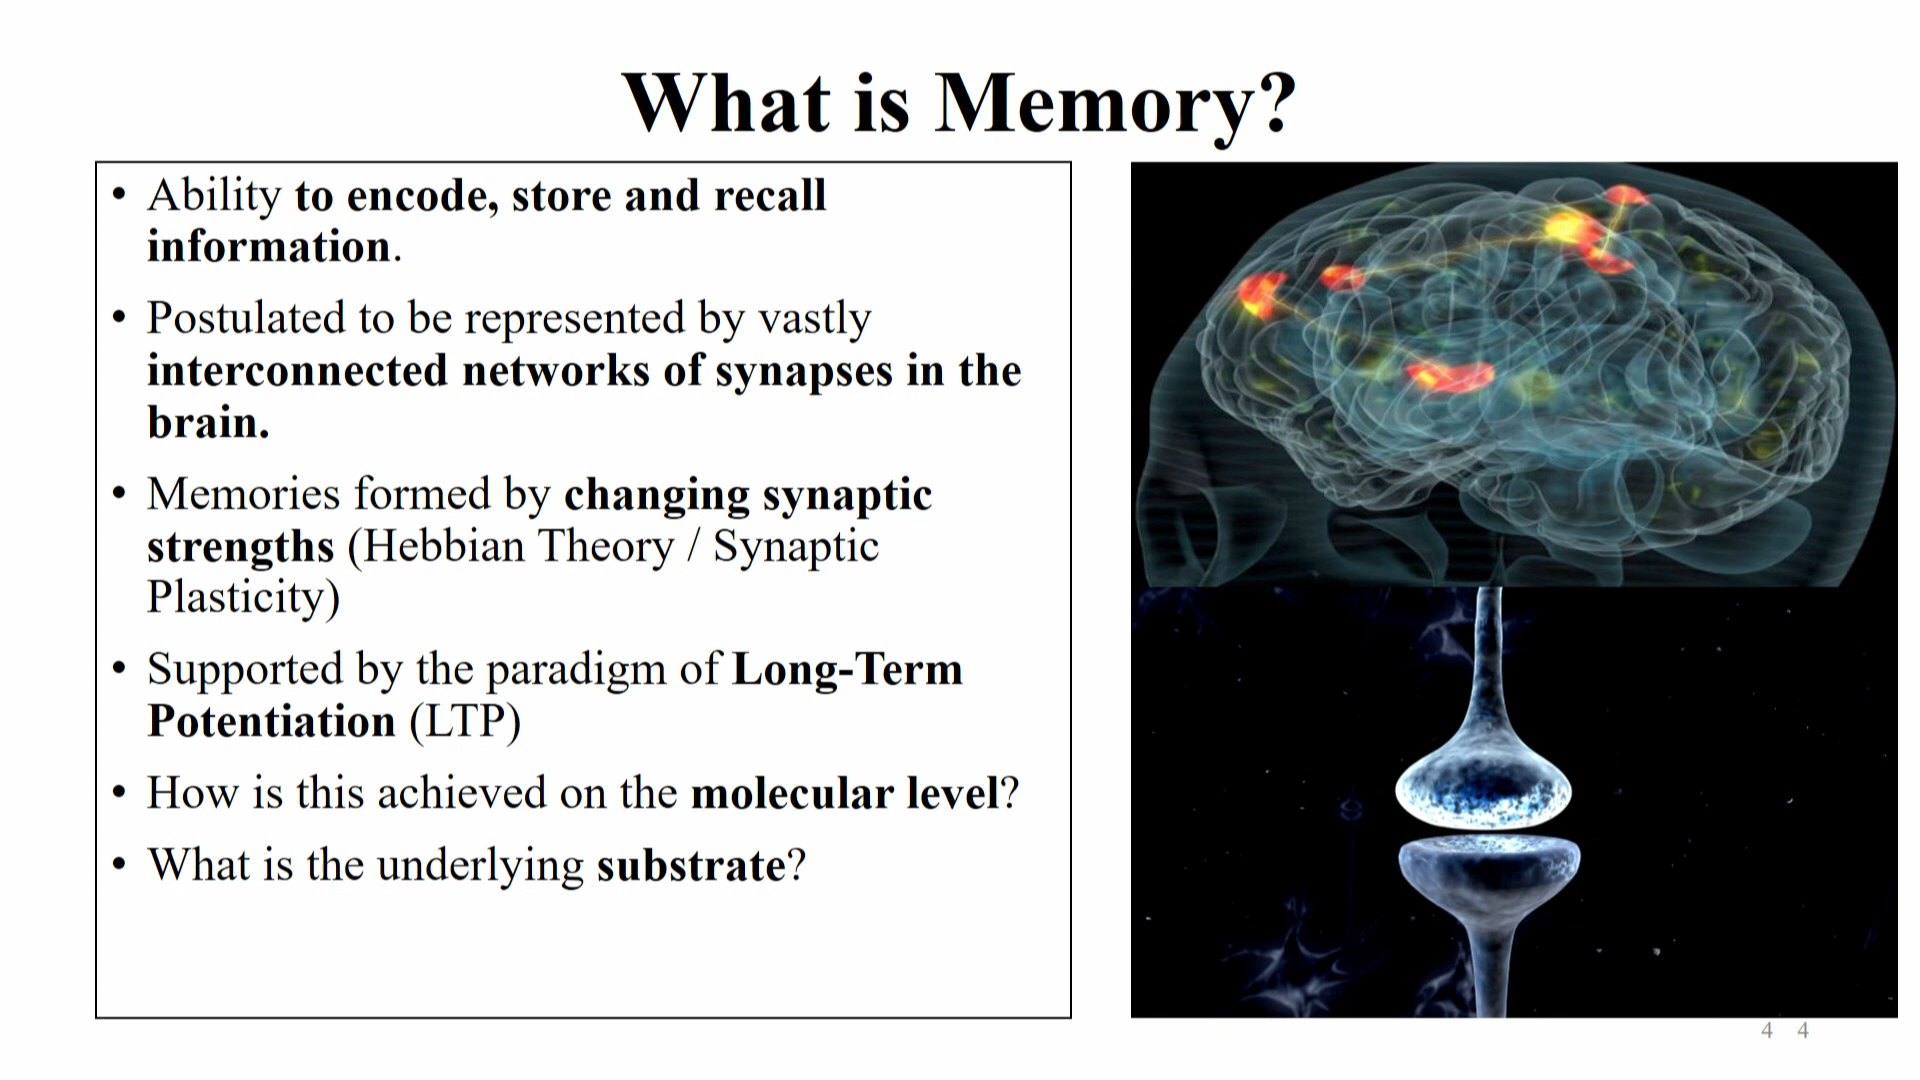 What is Memory?
• Ability to encode, store and recall
information.
• Postulated to be represented by vastly
interconnected networks of synapses in the
brain.
• Memories formed by changing synaptic
strengths (Hebbian Theory / Synaptic
Plasticity)
• Supported by the paradigm of Long-Term
Potentiation (LTP)
• How is this achieved on the molecular level?
• What is the underlying substrate?
4 4